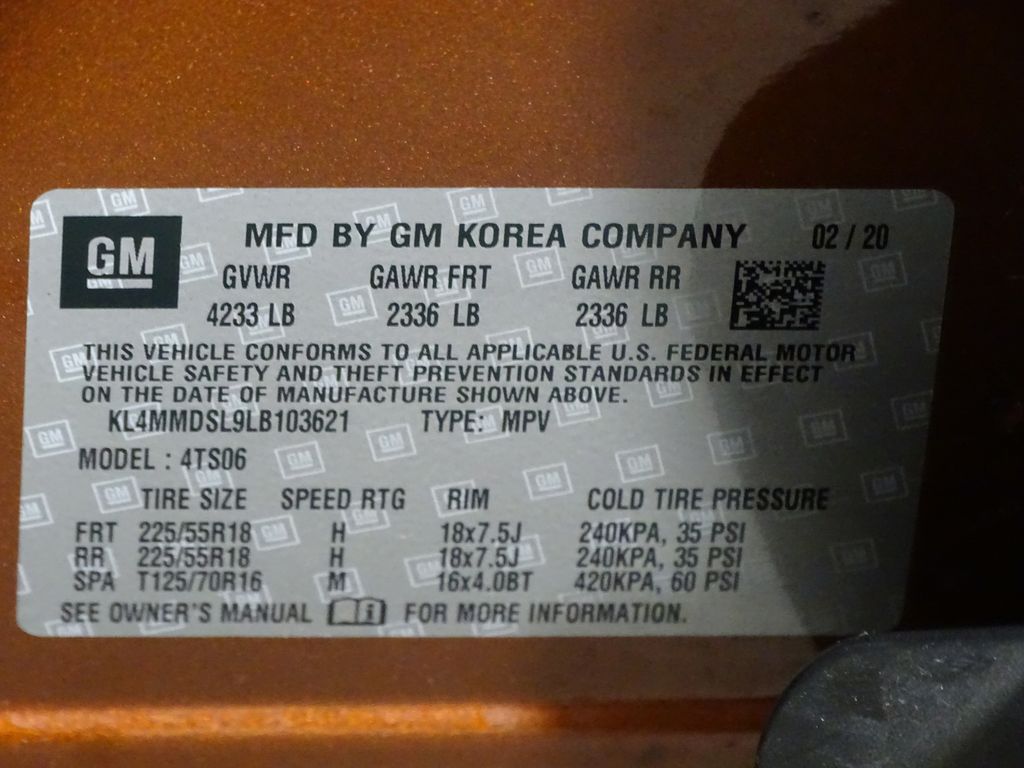 GM
MFD BY GM KOREA COMPANY 02 / 20
GVWR GAWR FRT GAWR RR
4233 LB 2336 LB 2336 LB
THIS VEHICLE CONFORMS TO ALL APPLICABLE U.S. FEDERAL MOTOR
VEHICLE SAFETY AND THEFT PREVENTION STANDARDS IN EFFECT
ON THE DATE OF MANUFACTURE SHOWN ABOVE.
KL4MMDSL9LB103621 TYPE: MPV
MODEL : 4TS06
TIRE SIZE SPEED RTG RIM COLD TIRE PRESSURE
FRT 225/55R18 H 18x7.5J 240KPA, 35 PSI
RR 225/55R18 H 18x7.5J 240KPA, 35 PSI
SPA T125/70R16 M 16x4.0BT 420KPA, 60 PSI
SEE OWNER'S MANUAL FOR MORE INFORMATION.